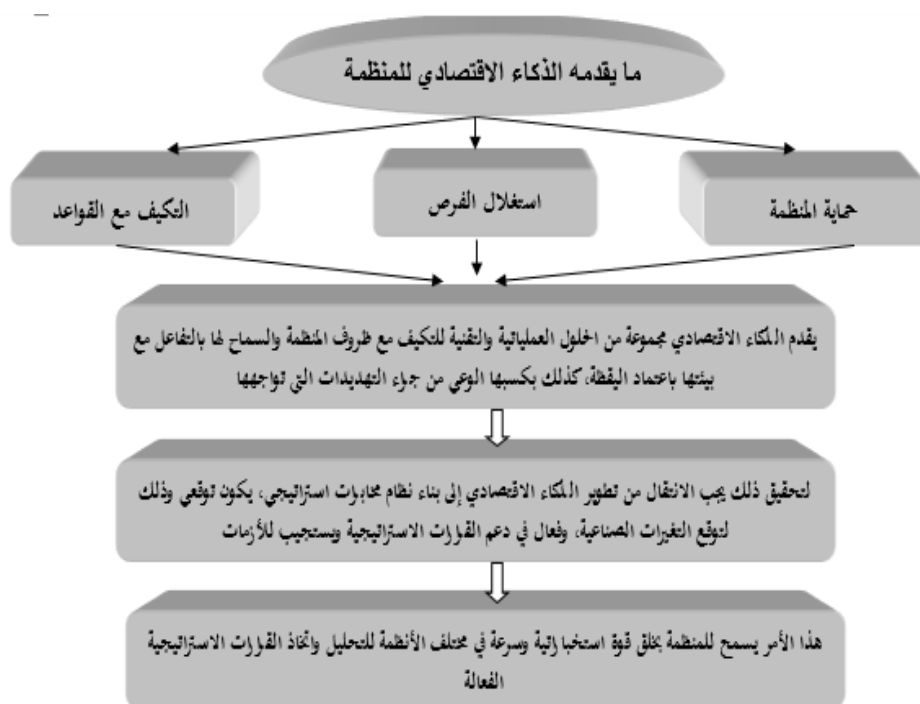 ما يقدمه الذكاء الاقتصادي للمنظمة
حماية المنظمة
استغلال الفرص
التكيف مع القواعد
يقدم الذكاء الاقتصادي مجموعة من الحلول العملياتية والتقنية للتكيف مع ظروف المنظمة والسماح لها بالتفاعل مع
بيئتها باعتماد اليقظة، كذلك بكسبها الوعي من جراء التهديدات التي تواجهها
لتحقيق ذلك يجب الانتقال من تطوير الذكاء الاقتصادي إلى بناء نظام مخابرات استراتيجي، يكون توقعي وذلك
لتوقع التغيرات الصناعية، وفعال في دعم القرارات الاستراتيجية ويستجيب للأزمات
هذا الأمر يسمح للمنظمة بخلق قوة استخباراتية وسرعة في مختلف الأنظمة للتحليل واتخاذ القرارات الاستراتيجية
الفعالة